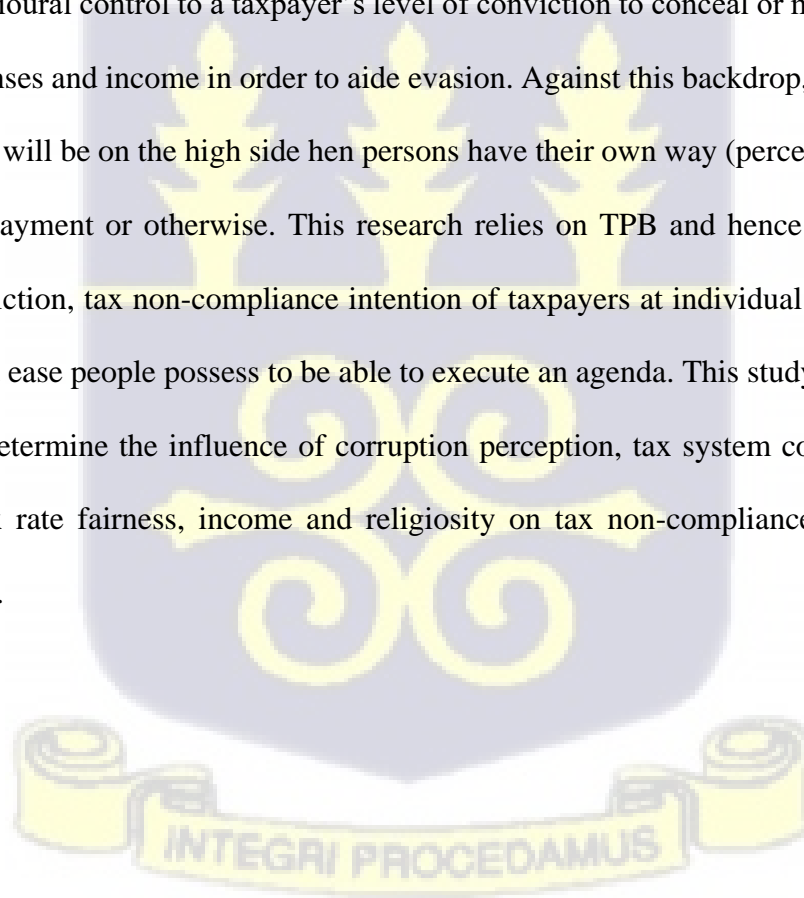 ioural control to a taxpayer's level of conviction to conceal or
nses and income in order to aide evasion. Against this backdrop,
will be on the high side hen persons have their own way (perce
ayment or otherwise. This research relies on TPB and hence
ction, tax non-compliance intention of taxpayers at individual
ease people possess to be able to execute an agenda. This study
etermine the influence of corruption perception, tax system co
rate fairness, income and religiosity on tax non-compliance
.
INTEGRI PROCEDAMUS